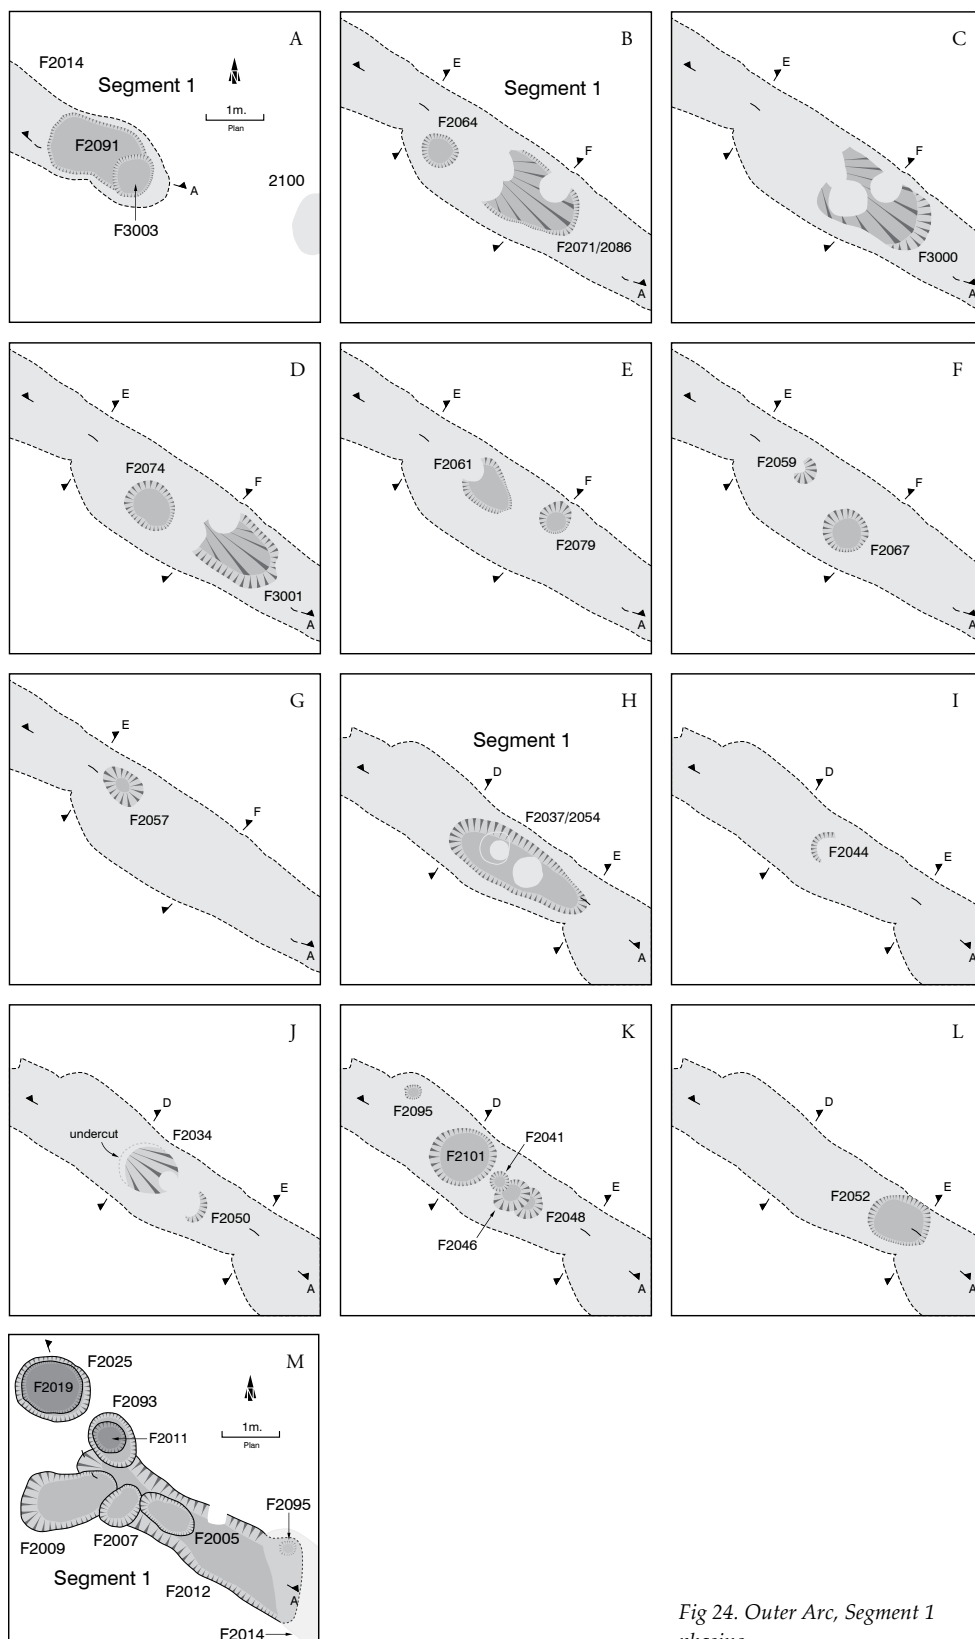 A
F2014
Segment 1
N
1m.
Plan
F2091
A
2100
F3003
B
E
Segment 1
F2064
F
F2071/2086
A
C
E
F
F3000
A
D
E
F2074
F
F3001
A
E
E
F2061
F
F2079
A
F
E
F2059
F
F2067
A
G
E
F2057
F
A
H
Segment 1
D
F2037/2054
E
A
I
D
F2044
E
A
J
D
undercut
F2034
E
F2050
A
K
D
F2095
F2041
F2101
E
F2048
F2046
A
L
D
F2052
E
A
M
F2025
F2019
F2093
N
F2011
1m.
Plan
F2095
F2005
F2009
F2007
Segment 1
F2012
A
F2014
Fig 24. Outer Arc, Segment 1